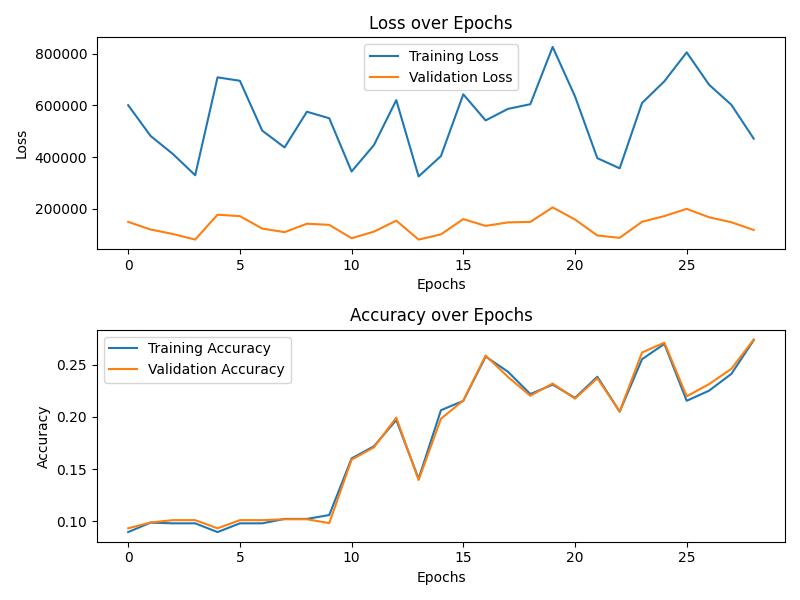 Loss over Epochs
800000
600000
400000
200000
Loss
Training Loss
Validation Loss
0 5 10 15 20 25
Epochs
Accuracy over Epochs
0.25
0.20
0.15
0.10
Accuracy
Training Accuracy
Validation Accuracy
0 5 10 15 20 25
Epochs